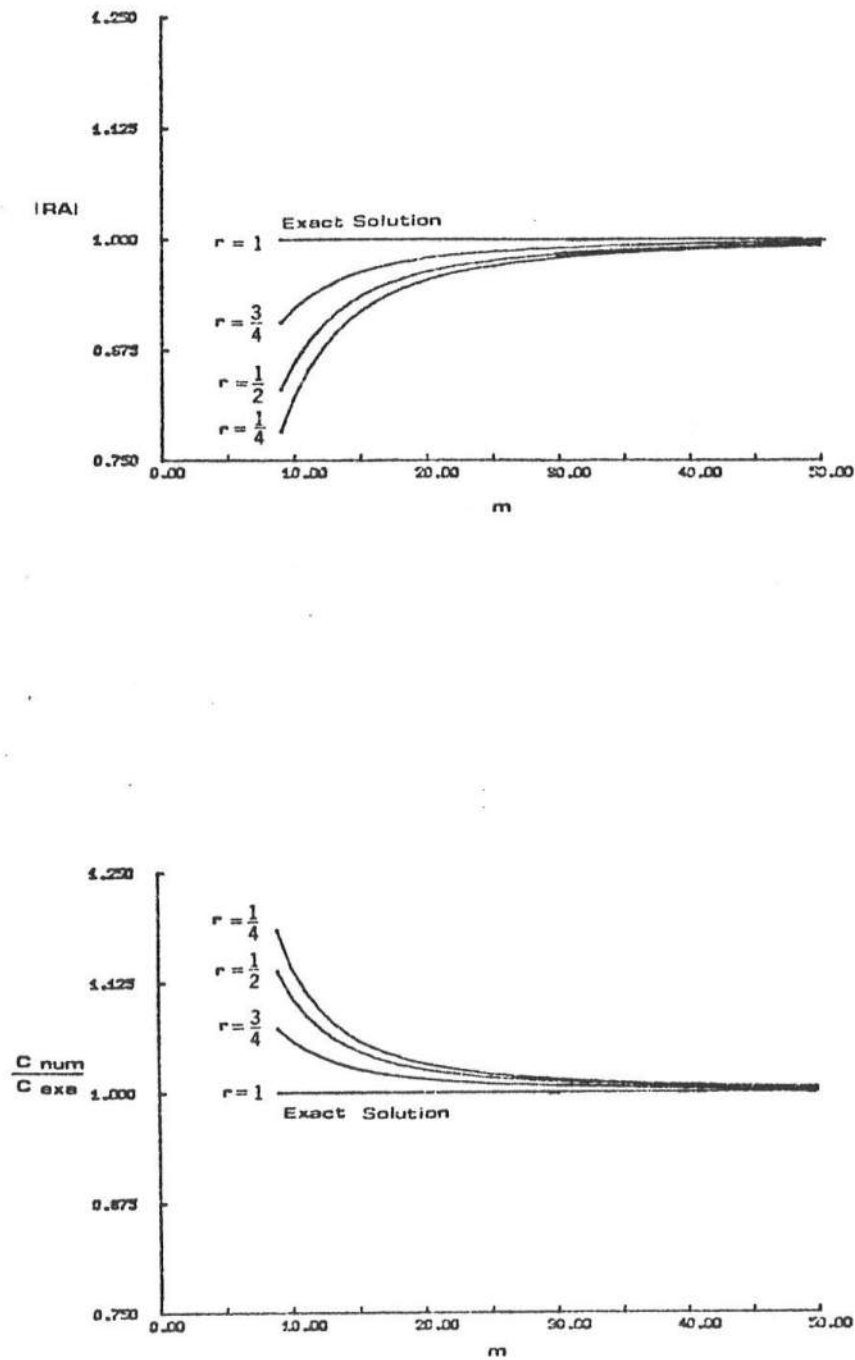 1.250
1.125
|RA|
Exact Solution
1.000
r = 1
r = 3/4
0.875
r = 1/2
r = 1/4
0.750
0.00 10.00 20.00 30.00 40.00 50.00
m
1.250
r = 1/4
r = 1/2
1.125
r = 3/4
C num
C exa
1.000
r = 1
Exact Solution
0.875
0.750
0.00 10.00 20.00 30.00 40.00 50.00
m